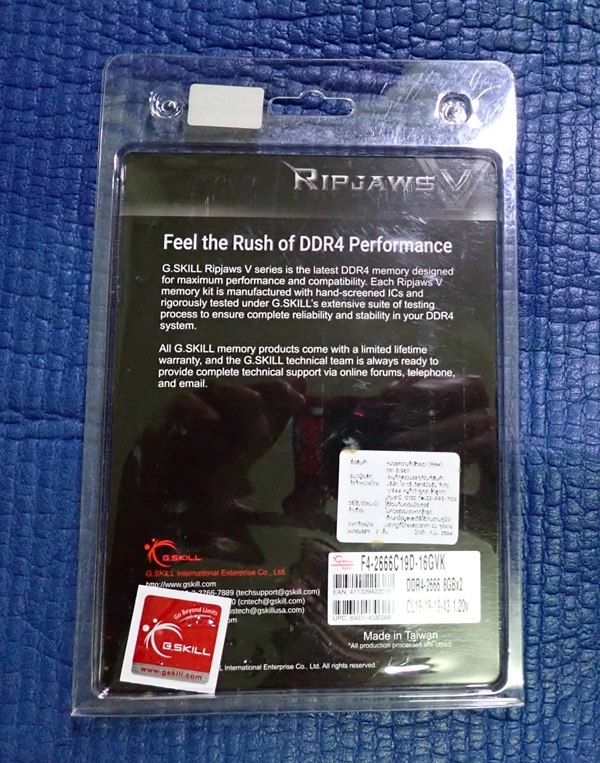 RIPJAWS V
Feel the Rush of DDR4 Performance
G.SKILL Ripjaws V series is the latest DDR4 memory designed
for maximum performance and compatibility. Each Ripjaws V
memory kit is manufactured with hand-screened ICs and
rigorously tested under G.SKILL's extensive suite of testing
process to ensure complete reliability and stability in your DDR4
system.
All G.SKILL memory products come with a limited lifetime
warranty, and the G.SKILL technical team is always ready to
provide complete technical support via online forums, telephone,
and email.
G.SKILL
G.SKILL International Enterprise Co., Ltd.
http://www.gskill.com
-3766-7889 (techsupport@gskill.com)
(cntech@gskill.com)
stech@gskillusa.com)
F4-2666C19D-16GVK
DDR4-2666 8GBx2
EAN:
CL19-19-19-43 1.20v
UPC:
Made in Taiwan
Go Beyond Limits
G.SKILL
www.gskill.com
International Enterprise Co., Ltd. All rights reserved.